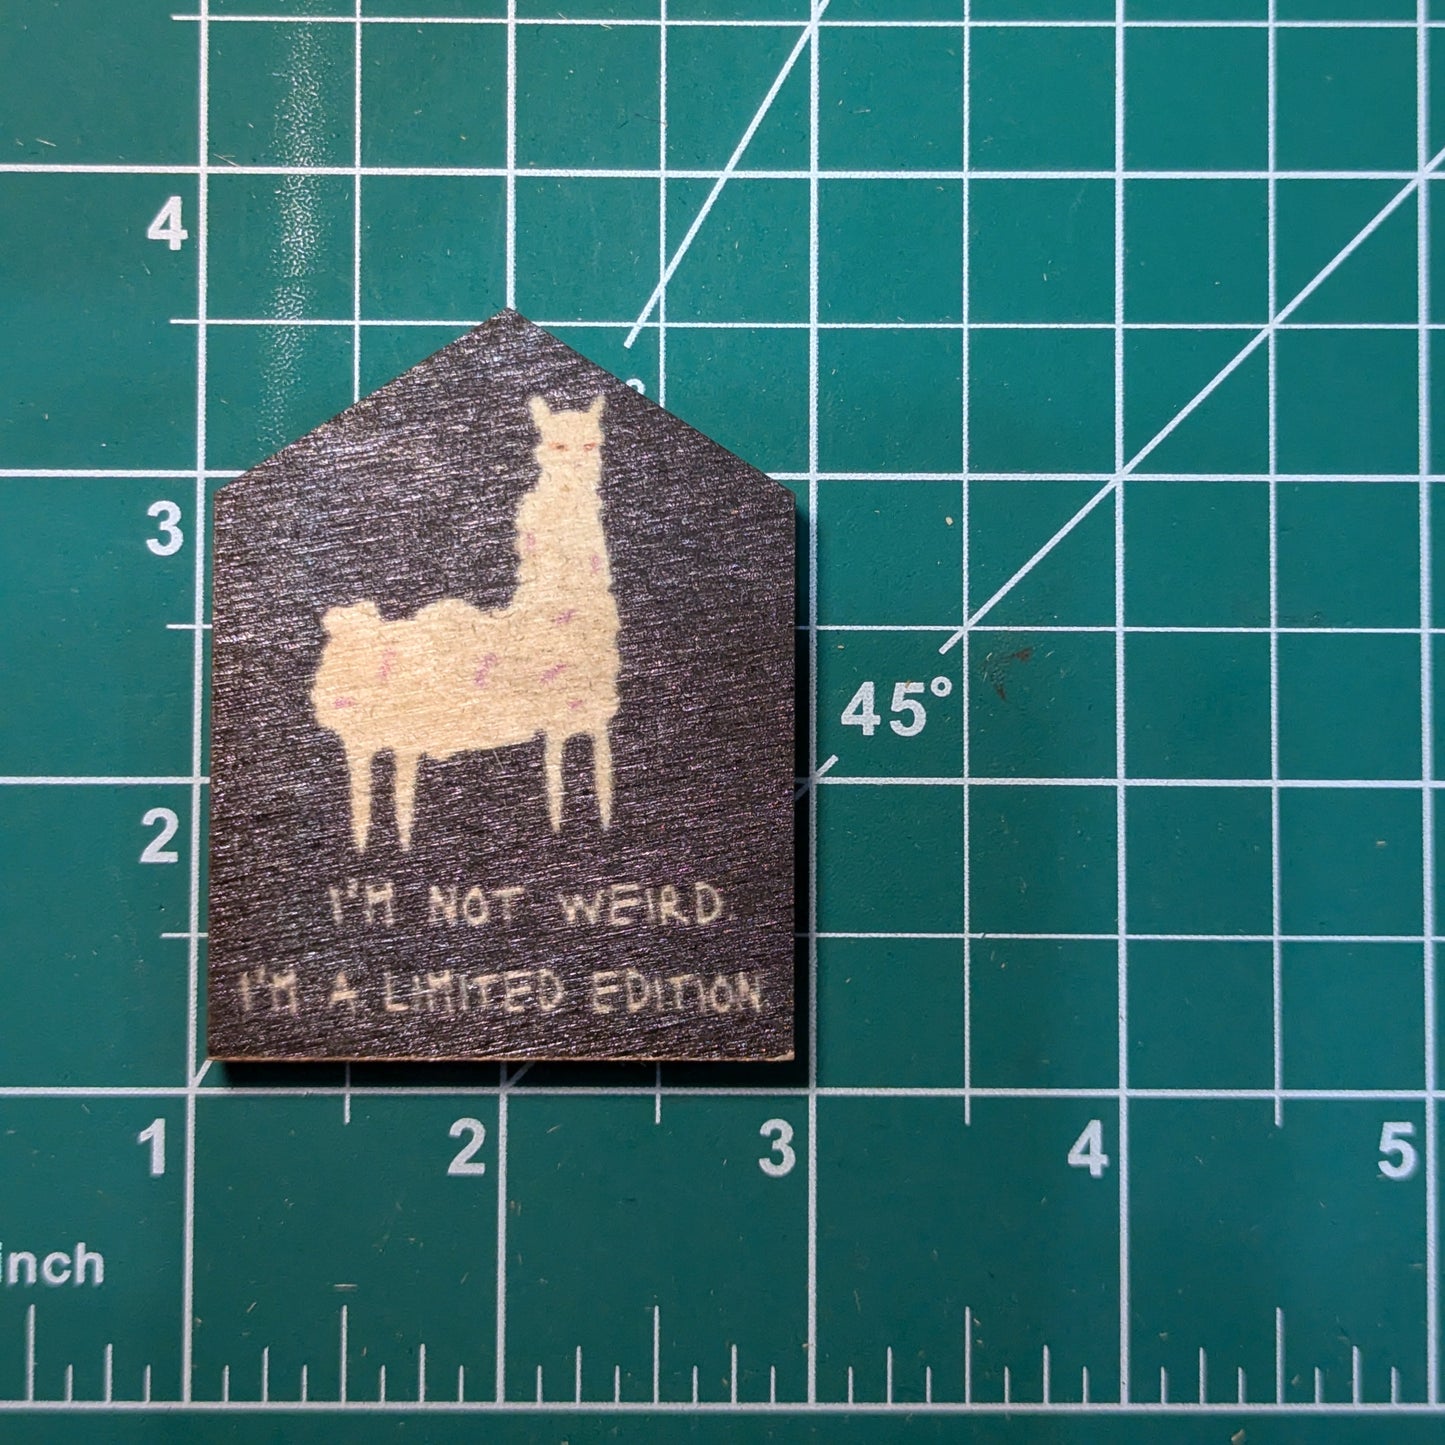 4
3
I'M NOT WEIRD
I'M A LIMITED EDITION
45°
2
1 2 3 4 5
inch